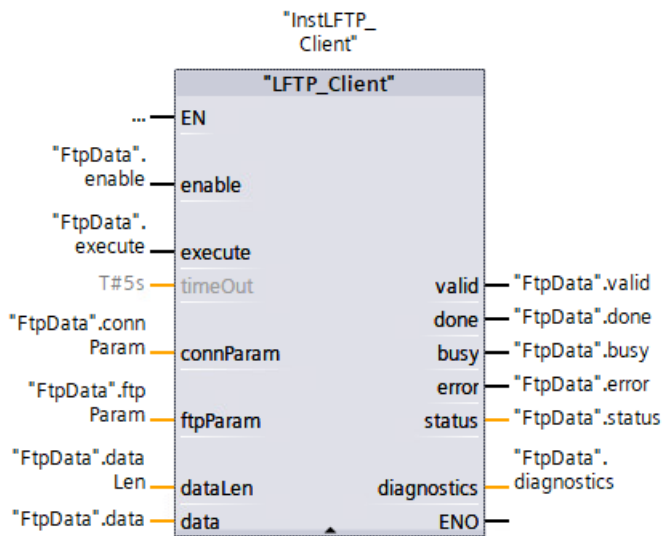 "InstLFTP_
Client"
"LFTP_Client"
... EN
"FtpData".
enable enable
"FtpData".
execute execute
T#5s timeOut valid "FtpData".valid
done "FtpData".done
"FtpData".conn
Param connParam busy "FtpData".busy
error "FtpData".error
"FtpData".ftp
Param ftpParam status "FtpData".status
"FtpData".data
Len dataLen diagnostics "FtpData".
diagnostics
"FtpData".data data ENO